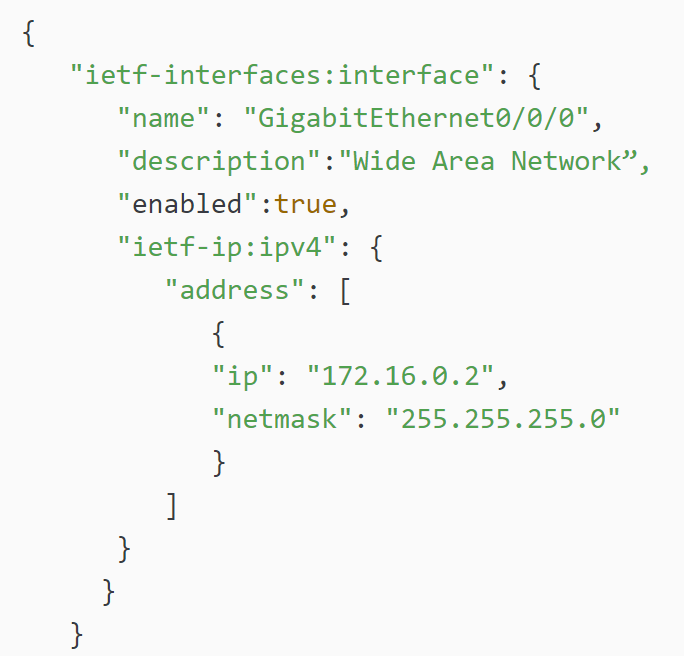 {
"ietf-interfaces:interface": {
"name": "GigabitEthernet0/0/0",
"description":"Wide Area Network”,
"enabled":true,
"ietf-ip:ipv4": {
"address": [
{
"ip": "172.16.0.2",
"netmask": "255.255.255.0"
}
]
}
}
}